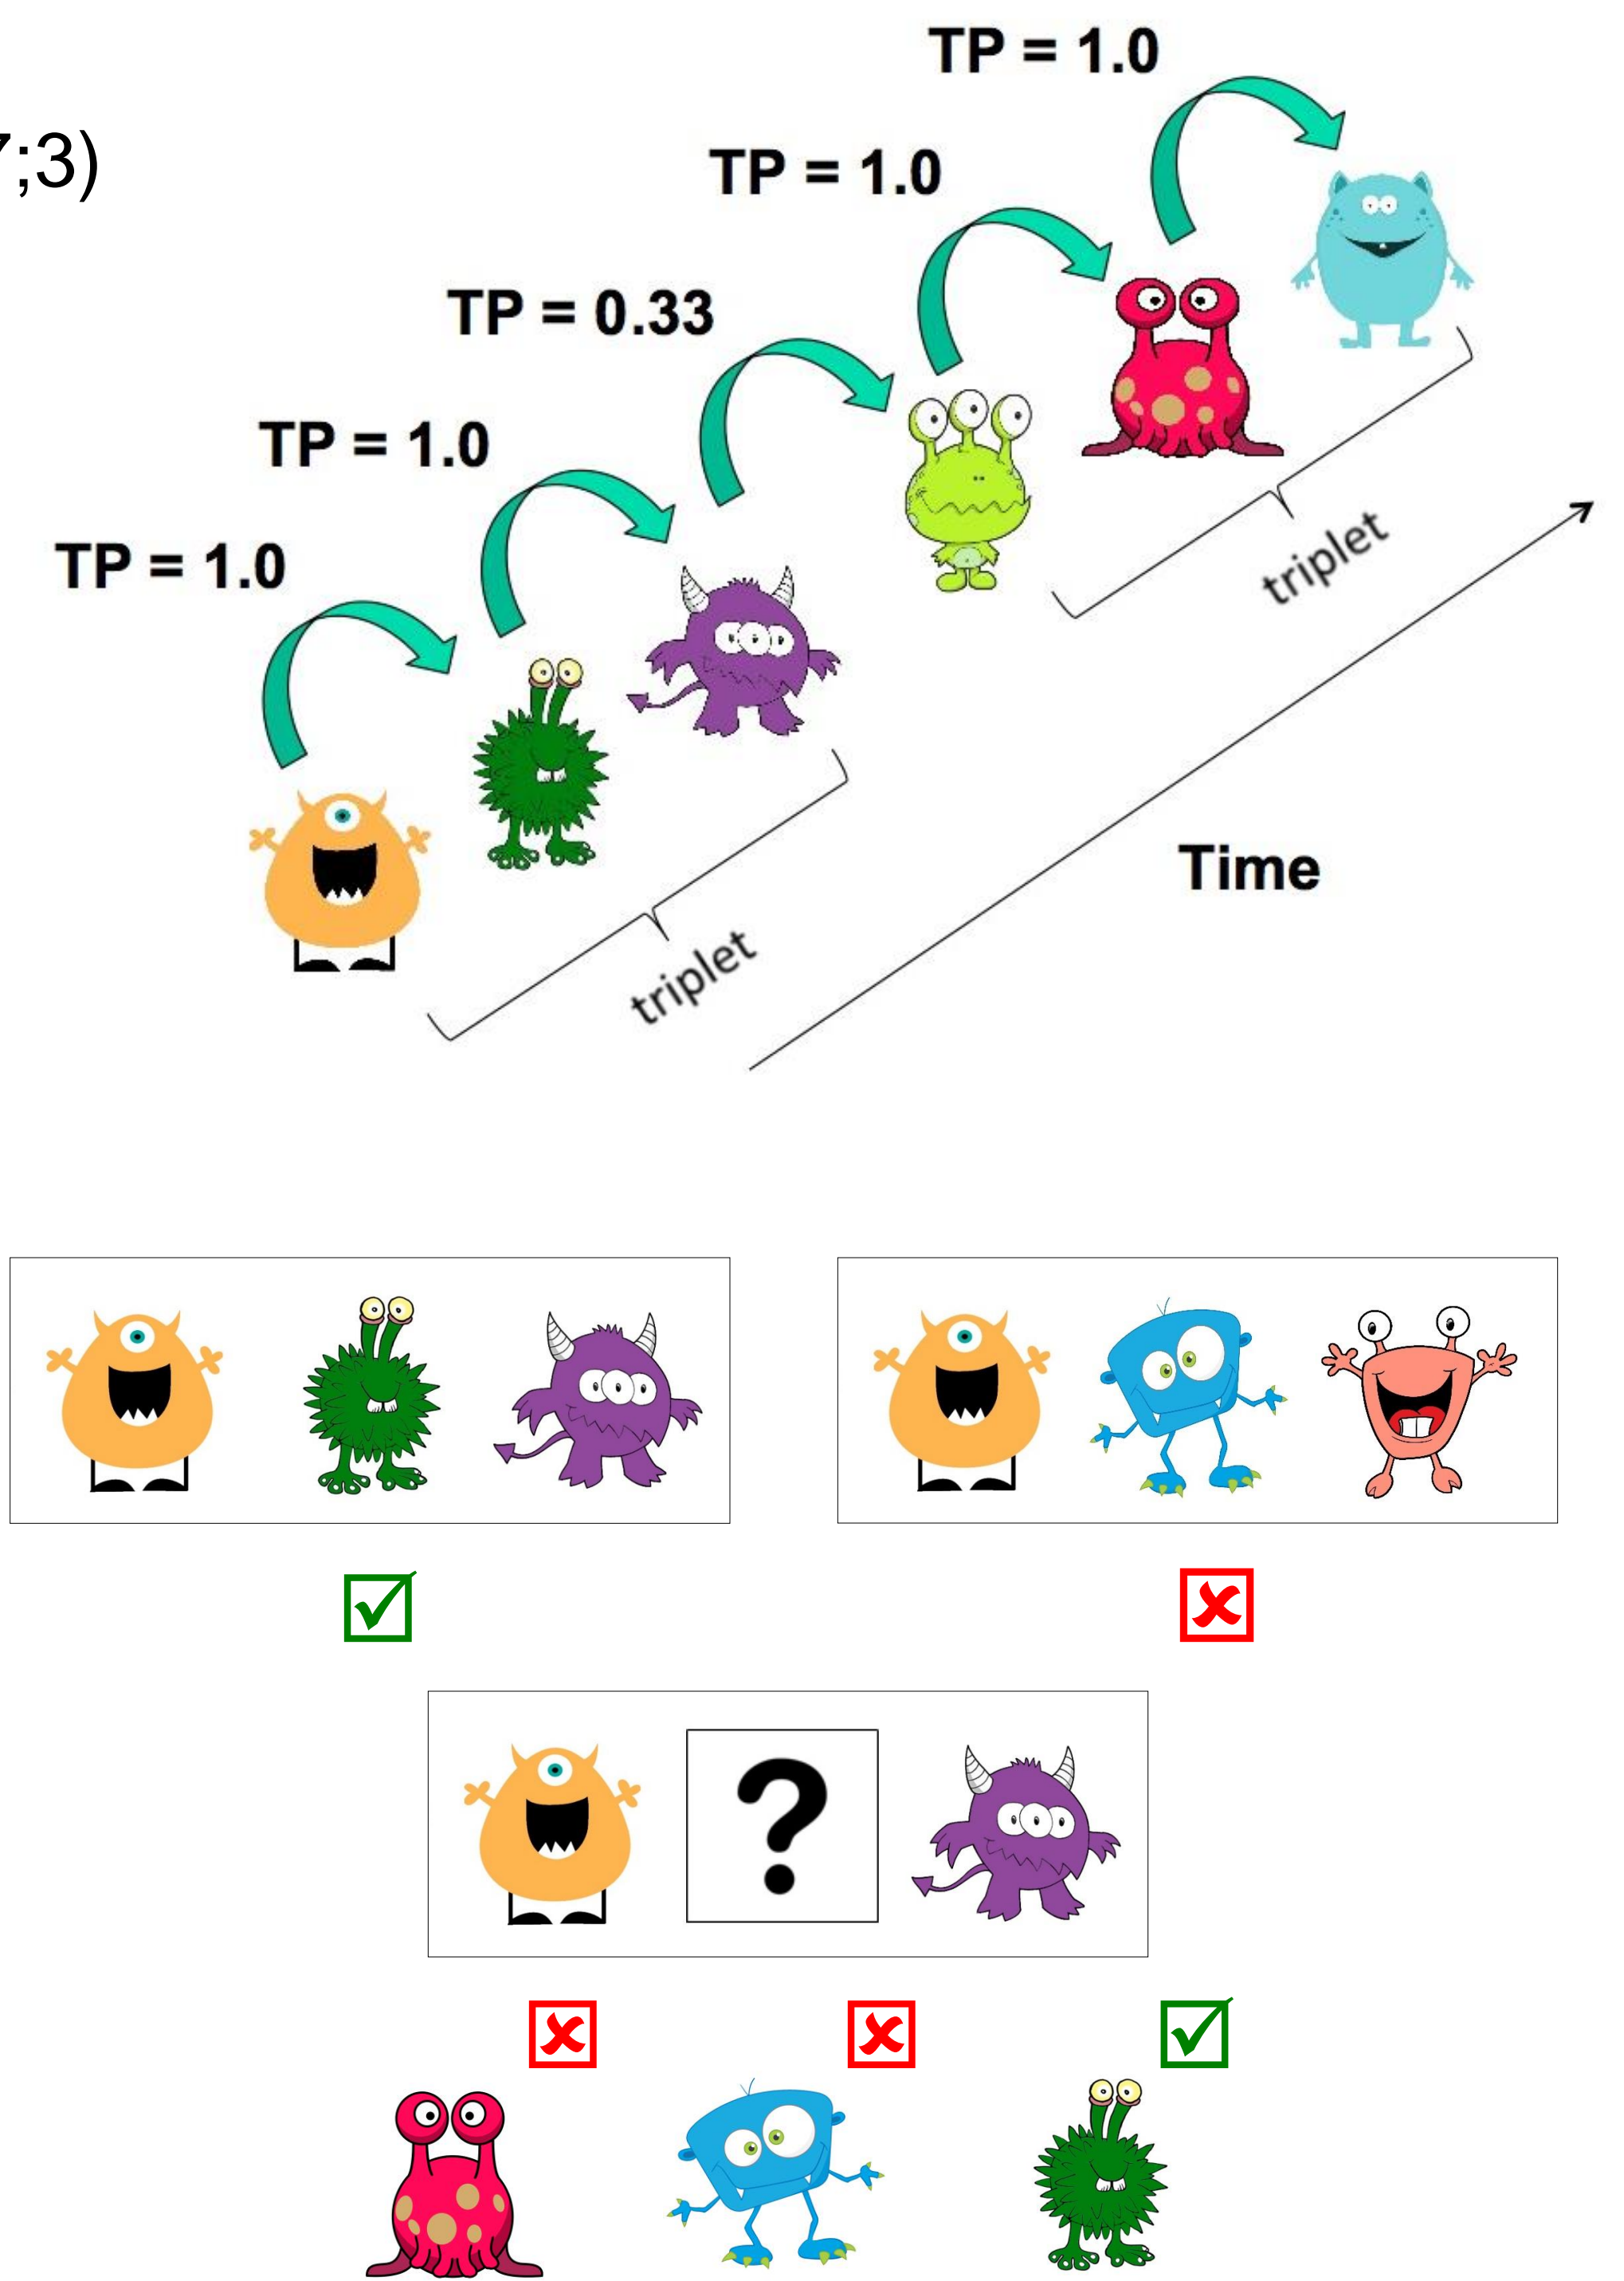 TP = 1.0
;3)
TP = 1.0
TP = 0.33
TP = 1.0
TP = 1.0
triplet
Time
triplet
?